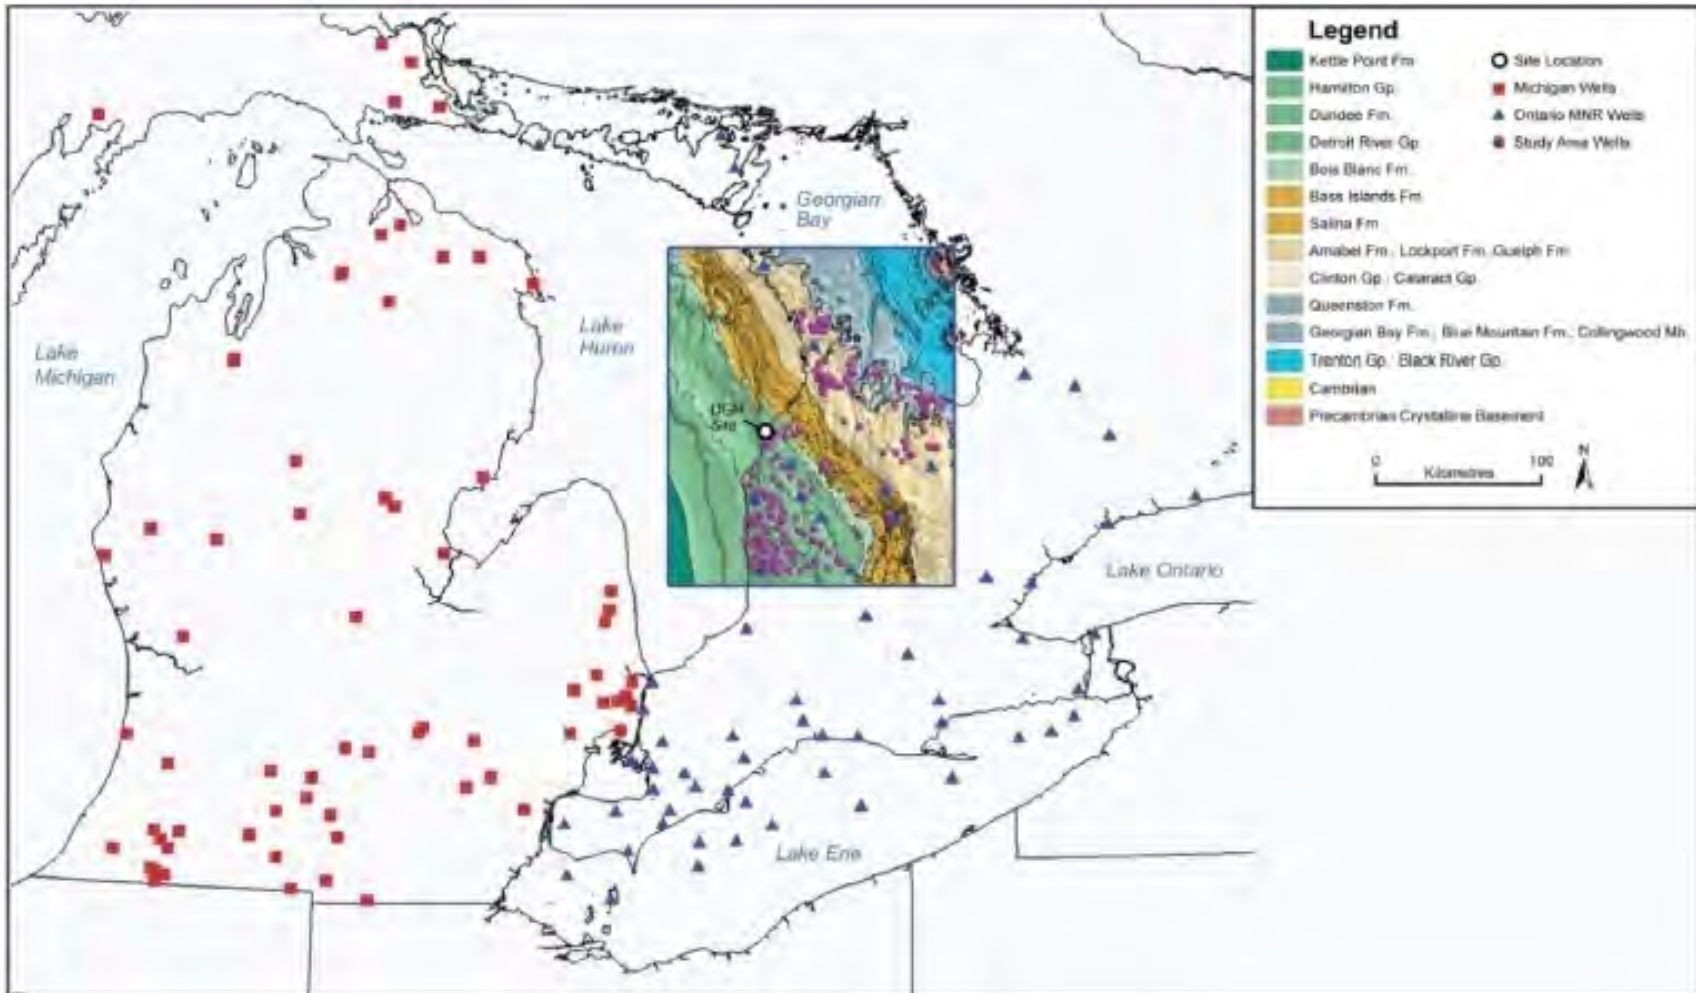 Legend
Kettle Point Fm
Hamilton Gp.
Dundee Fm.
Detroit River Gp
Bois Blanc Fm.
Bass Islands Fm
Salina Fm
Amabel Fm., Lockport Fm.,Guelph Fm
Clinton Gp., Cataract Gp.
Queenston Fm.
Georgian Bay Fm., Blue Mountain Fm., Collingwood Mb.
Trenton Gp., Black River Gp.
Cambrian
Precambrian Crystalline Basement
Site Location
Michigan Wells
Ontario MNR Wells
Study Area Wells
0 100
Kilometres
N
Georgian
Bay
Lake
Huron
Lake
Michigan
DGR
Site
Lake Ontario
Lake Erie